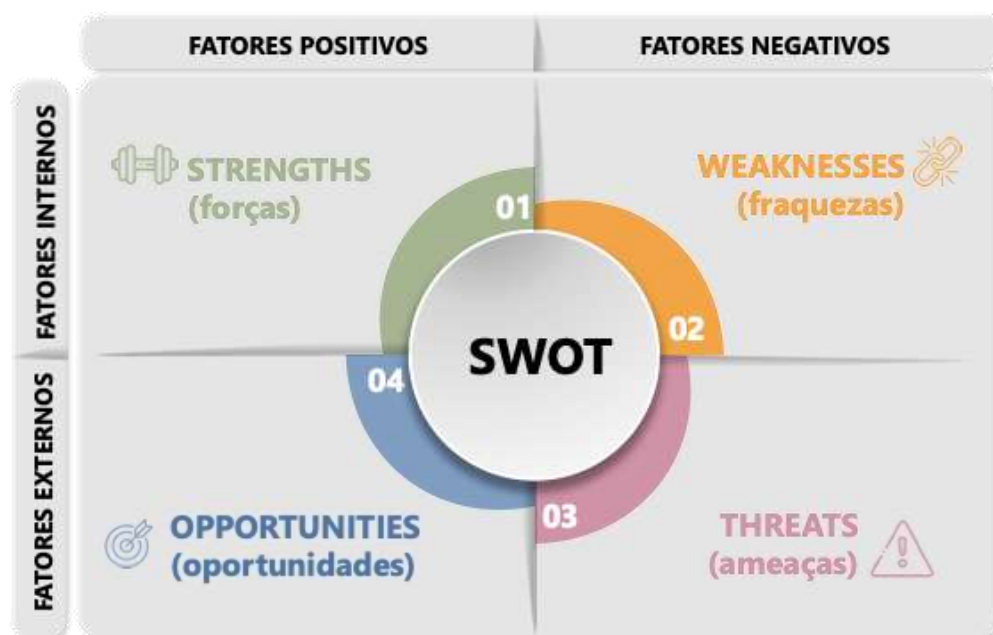 FATORES POSITIVOS
FATORES NEGATIVOS
FATORES INTERNOS
STRENGTHS
(forças)
01
WEAKNESSES
(fraquezas)
02
SWOT
FATORES EXTERNOS
04
OPPORTUNITIES
(oportunidades)
03
THREATS
(ameaças)